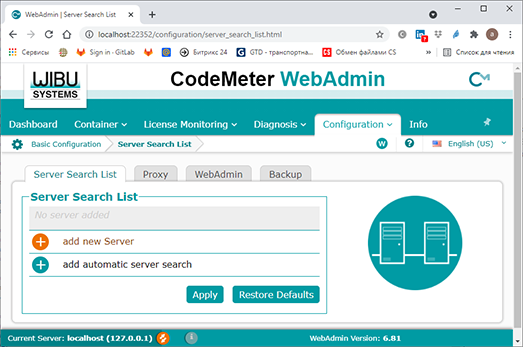 WebAdmin | Server Search List
localhost:22352/configuration/server_search_list.html
Сервисы
Sign in · GitLab
битрикс 24
GTD - транспортна...
Обмен файлами CS
»
Список для чтения
WIBU
SYSTEMS
CodeMeter WebAdmin
Dashboard
Container
License Monitoring
Diagnosis
Configuration
Info
Basic Configuration
Server Search List
W
?
English (US)
Server Search List
Proxy
WebAdmin
Backup
Server Search List
No server added
add new Server
add automatic server search
Apply
Restore Defaults
Current Server: localhost (127.0.0.1)
WebAdmin Version: 6.81